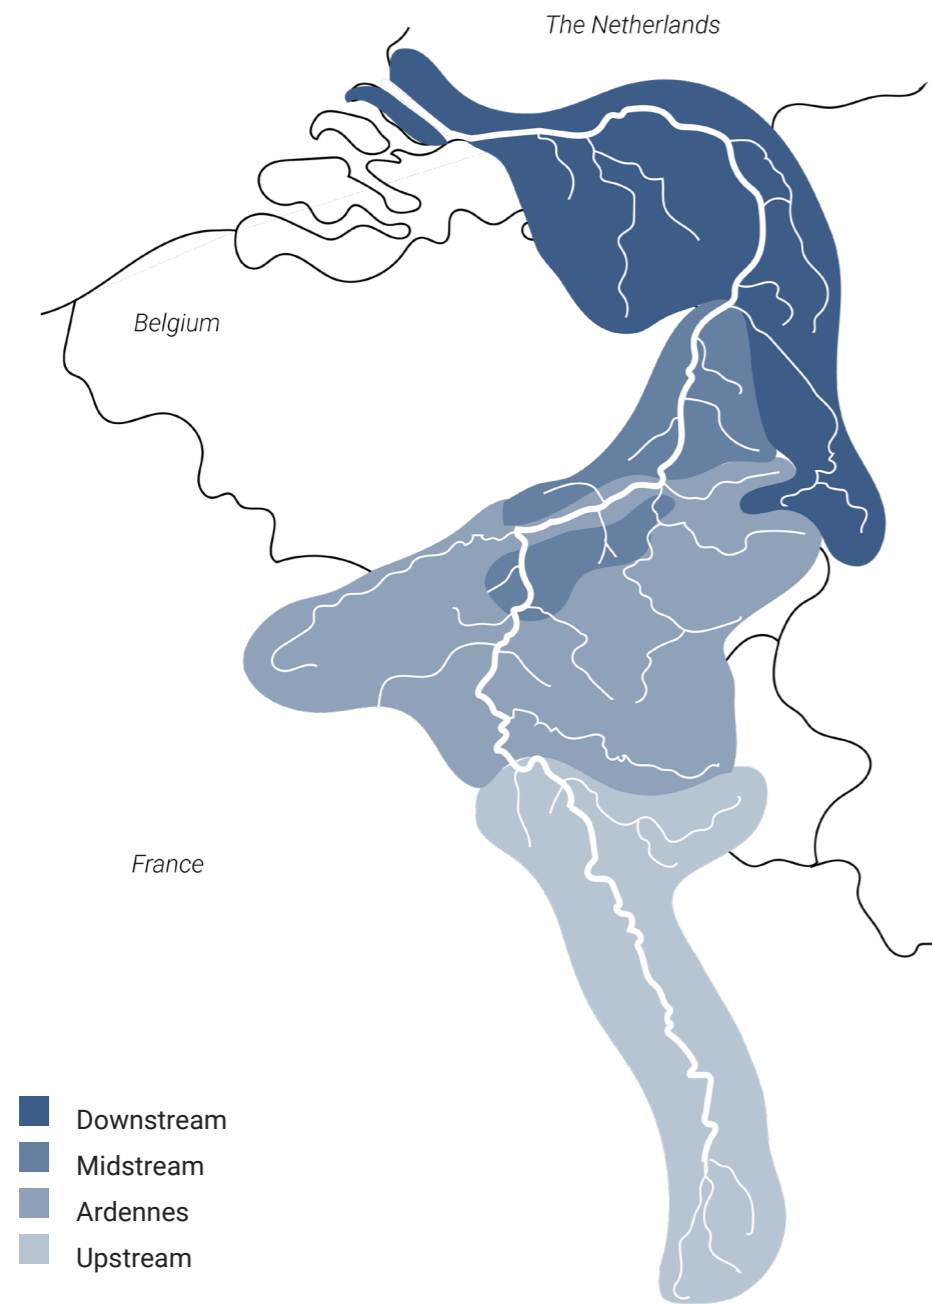 The Netherlands
Belgium
France
Downstream
Midstream
Ardennes
Upstream